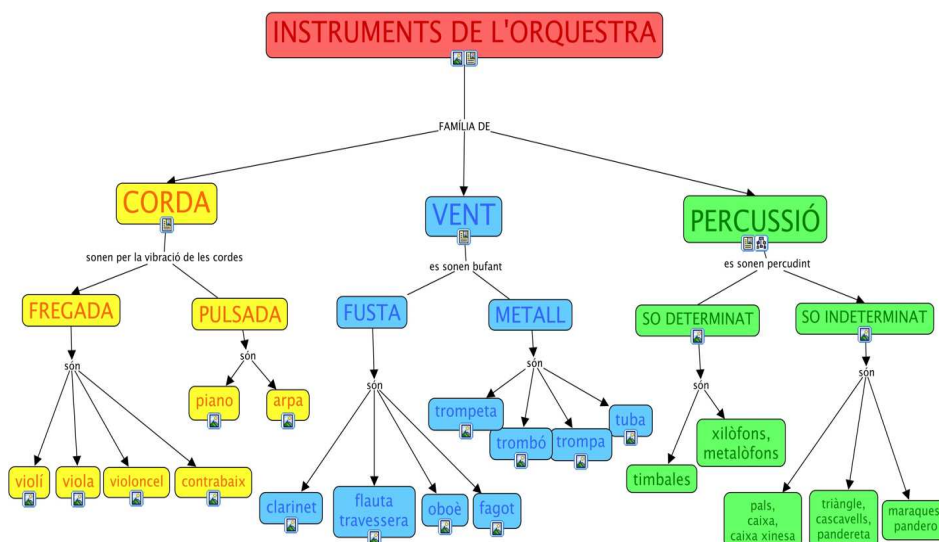 INSTRUMENTS DE L'ORQUESTRA
FAMÍLIA DE
CORDA
VENT
PERCUSSIÓ
sonen per la vibració de les cordes
es sonen bufant
es sonen percudint
FREGADA
PULSADA
FUSTA
METALL
SO DETERMINAT
SO INDETERMINAT
són
són
són
són
són
són
piano
arpa
trompeta
trombó
trompa
tuba
xilòfons,
metalòfons
timbales
violí
viola
violoncel
contrabaix
clarinet
flauta
travessera
oboè
fagot
pals,
caixa,
caixa xinesa
triàngle,
cascavells,
pandereta
maraques
pandero